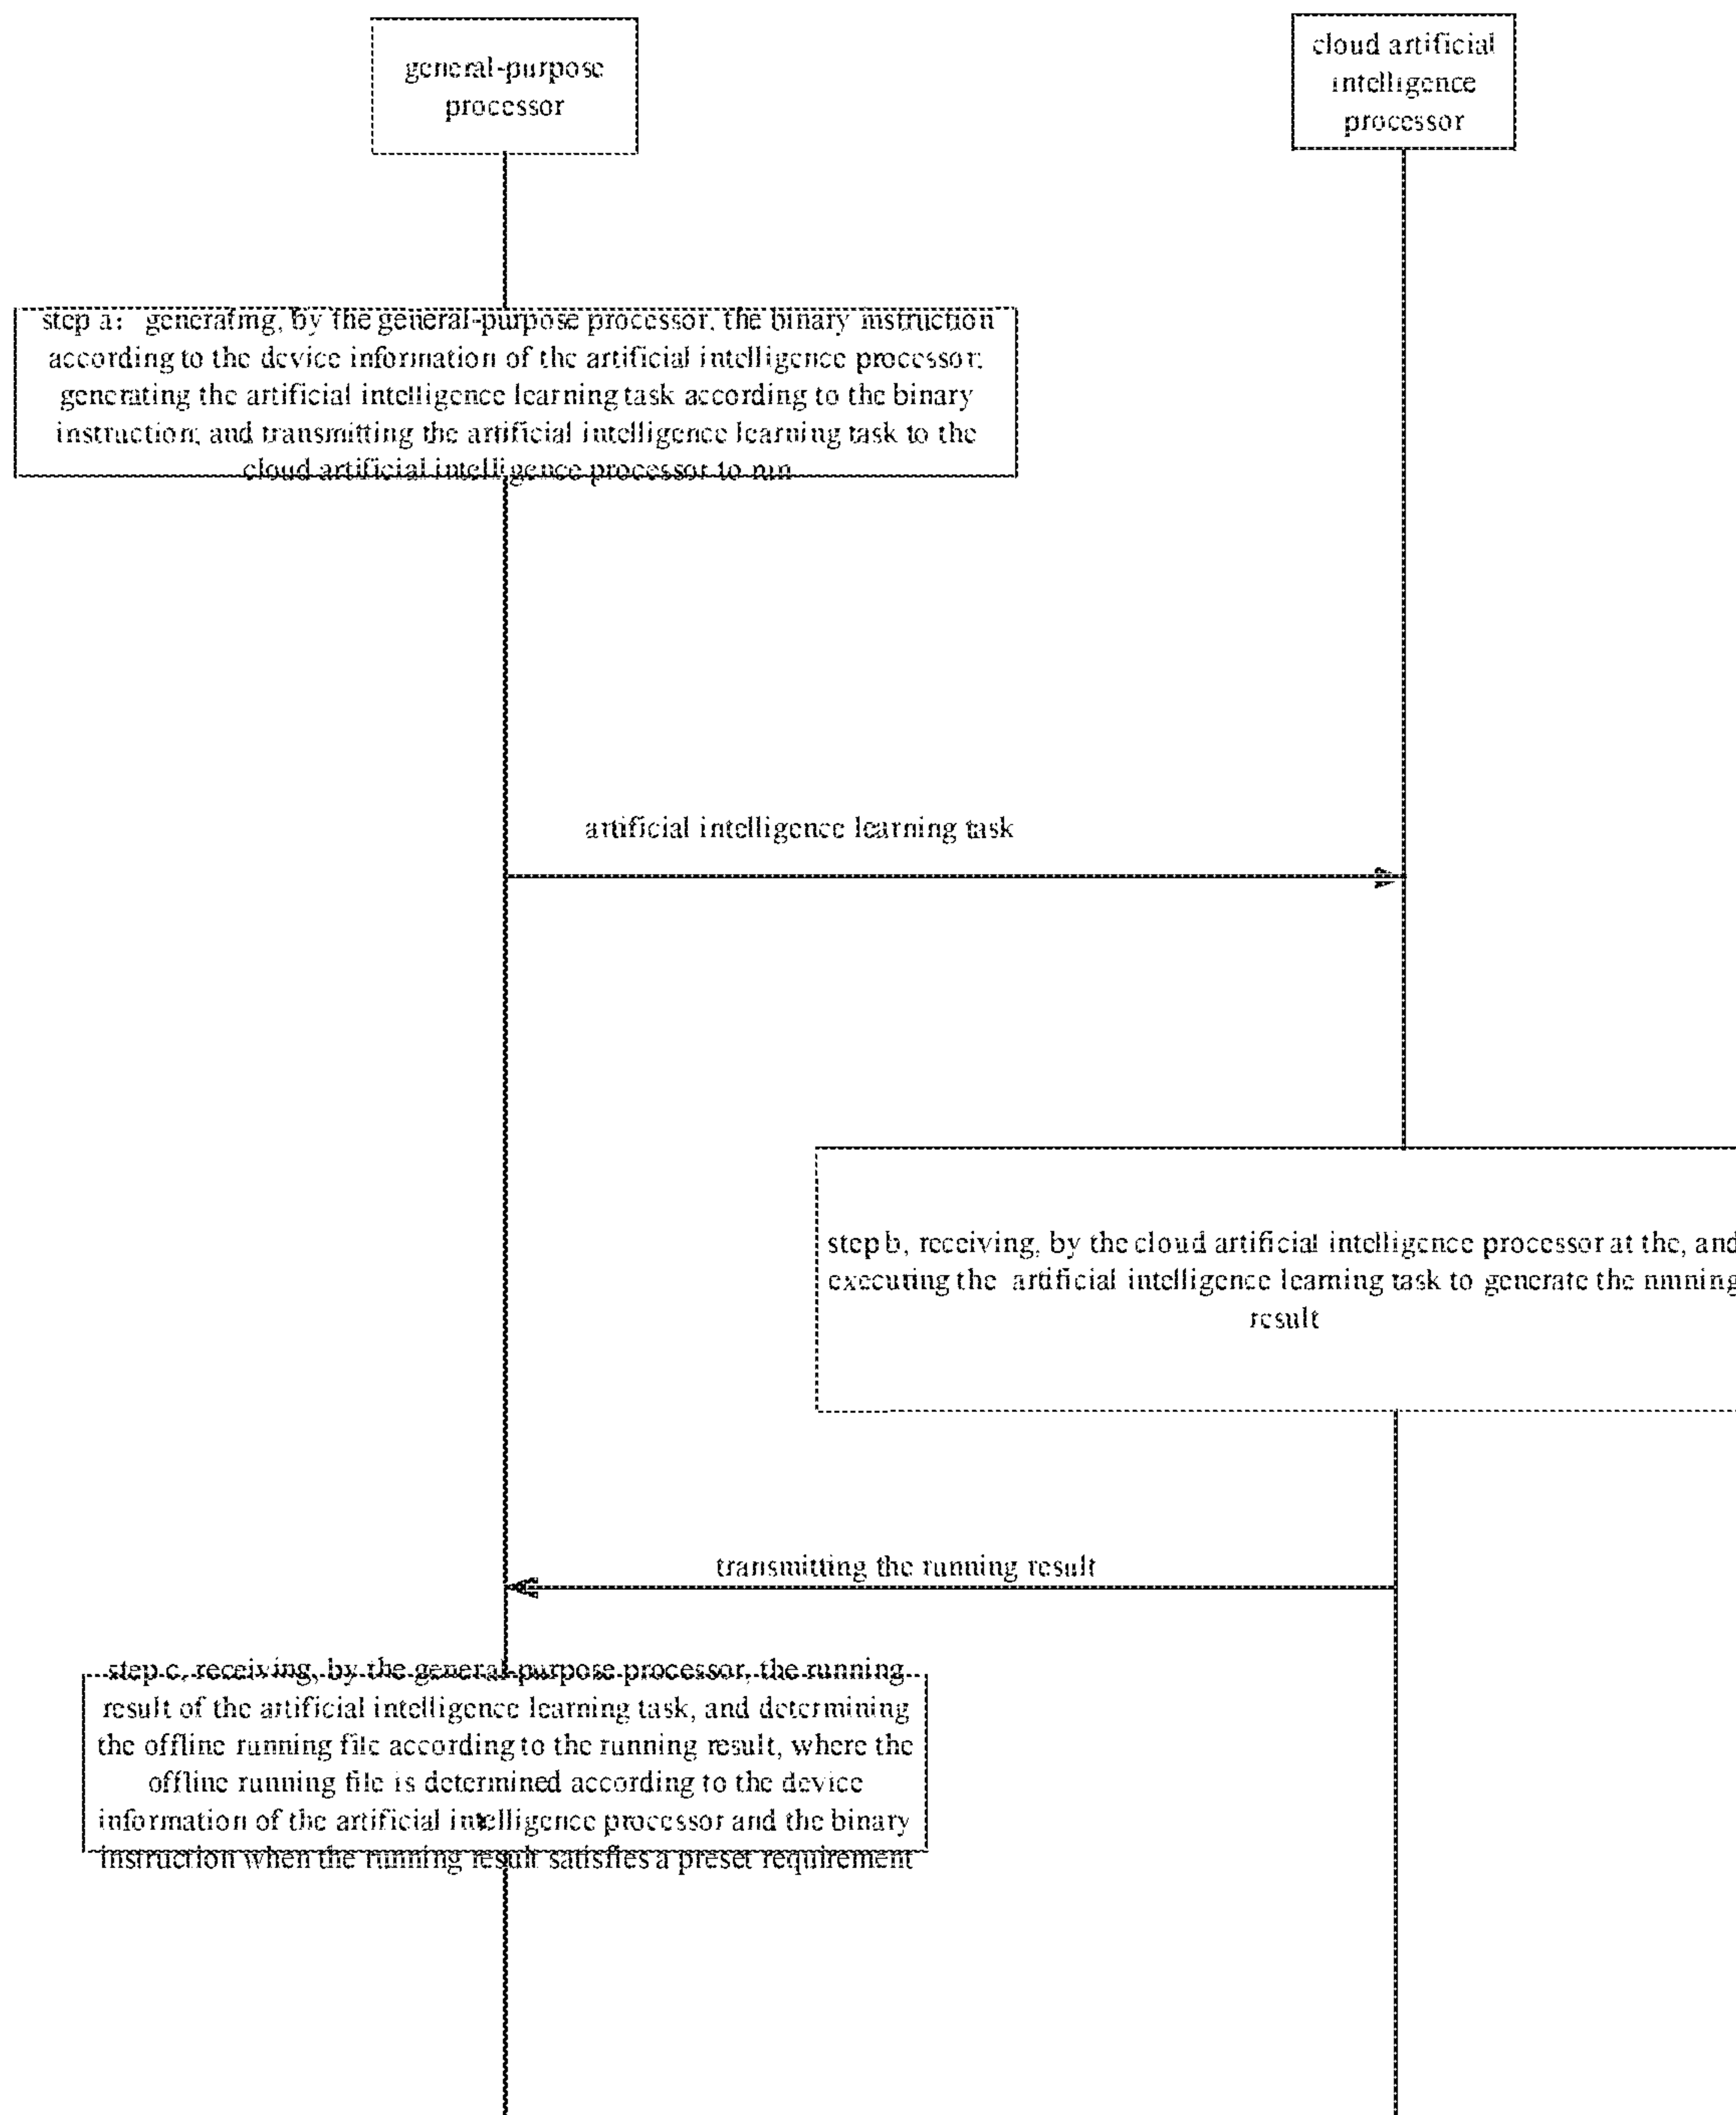 general-purpose
processor
cloud artificial
intelligence
processor
step a: generating, by the general-purpose processor, the binary instruction
according to the device information of the artificial intelligence processor;
generating the artificial intelligence learning task according to the binary
instruction; and transmitting the artificial intelligence learning task to the
cloud artificial intelligence processor to run
artificial intelligence learning task
step b, receiving, by the cloud artificial intelligence processor at the, and
executing the artificial intelligence learning task to generate the running
result
transmitting the running result
step c, receiving, by the general-purpose processor, the running
result of the artificial intelligence learning task, and determining
the offline running file according to the running result, where the
offline running file is determined according to the device
information of the artificial intelligence processor and the binary
instruction when the running result satisfies a preset requirement